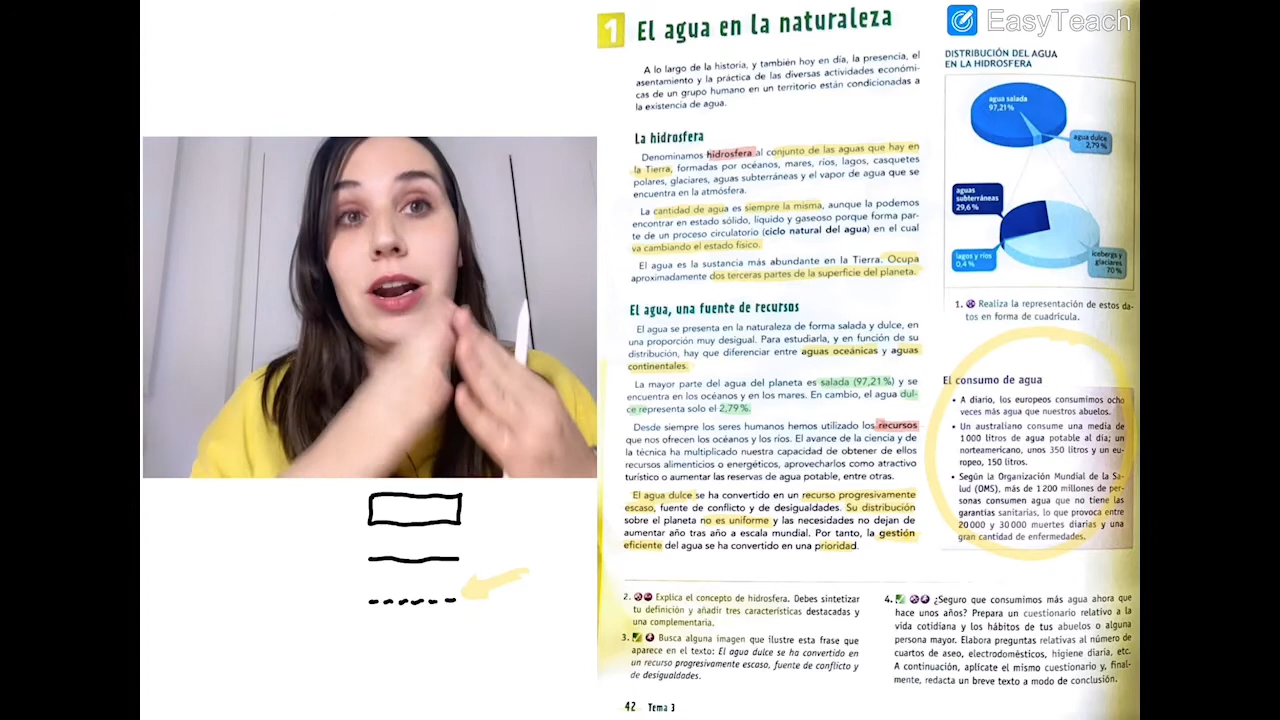 1 El agua en la naturaleza
EasyTeach
A lo largo de la historia, y también hoy en día, la presencia, el
asentamiento y la práctica de las diversas actividades económi-
cas de un grupo humano en un territorio están condicionadas a
la existencia de agua.
La hidrosfera
Denominamos hidrosfera al conjunto de las aguas que hay en
la Tierra, formadas por océanos, mares, ríos, lagos, casquetes
polares, glaciares, aguas subterráneas y el vapor de agua que se
encuentra en la atmósfera.
La cantidad de agua es siempre la misma, aunque la podemos
encontrar en estado sólido, líquido y gaseoso porque forma par-
te de un proceso circulatorio (ciclo natural del agua) en el cual
va cambiando el estado físico.
El agua es la sustancia más abundante en la Tierra. Ocupa
aproximadamente dos terceras partes de la superficie del planeta.
El agua, una fuente de recursos
El agua se presenta en la naturaleza de forma salada y dulce, en
una proporción muy desigual. Para estudiarla, y en función de su
distribución, hay que diferenciar entre aguas oceánicas y aguas
continentales.
La mayor parte del agua del planeta es salada (97,21%) y se
encuentra en los océanos y en los mares. En cambio, el agua dul-
ce representa solo el 2,79%.
Desde siempre los seres humanos hemos utilizado los recursos
que nos ofrecen los océanos y los ríos. El avance de la ciencia y de
la técnica ha multiplicado nuestra capacidad de obtener de ellos
recursos alimenticios o energéticos, aprovecharlos como atractivo
turístico o aumentar las reservas de agua potable, entre otras.
El agua dulce se ha convertido en un recurso progresivamente
escaso, fuente de conflicto y de desigualdades. Su distribución
sobre el planeta no es uniforme y las necesidades no dejan de
aumentar año tras año a escala mundial. Por tanto, la gestión
eficiente del agua se ha convertido en una prioridad.
DISTRIBUCIÓN DEL AGUA
EN LA HIDROSFERA
agua salada
97,21%
agua dulce
2,79%
aguas
subterráneas
29,6%
lagos y ríos
0,4%
icebergs y
glaciares
70%
1. Realiza la representación de estos da-
tos en forma de cuadrícula.
El consumo de agua
• A diario, los europeos consumimos ocho
veces más agua que nuestros abuelos.
• Un australiano consume una media de
1000 litros de agua potable al día; un
norteamericano, unos 350 litros y un eu-
ropeo, 150 litros.
• Según la Organización Mundial de la Sa-
lud (OMS), más de 1200 millones de per-
sonas consumen agua que no tiene las
garantías sanitarias, lo que provoca entre
20000 y 30000 muertes diarias y una
gran cantidad de enfermedades.
2. Explica el concepto de hidrosfera. Debes sintetizar
tu definición y añadir tres características destacadas y
una complementaria.
3. Busca alguna imagen que ilustre esta frase que
aparece en el texto: El agua dulce se ha convertido en
un recurso progresivamente escaso, fuente de conflicto y
de desigualdades.
4. ¿Seguro que consumimos más agua ahora que
hace unos años? Prepara un cuestionario relativo a la
vida cotidiana y los hábitos de tus abuelos o alguna
persona mayor. Elabora preguntas relativas al número de
cuartos de aseo, electrodomésticos, higiene diaria, etc.
A continuación, aplícate el mismo cuestionario y, final-
mente, redacta un breve texto a modo de conclusión.
42 Tema 3